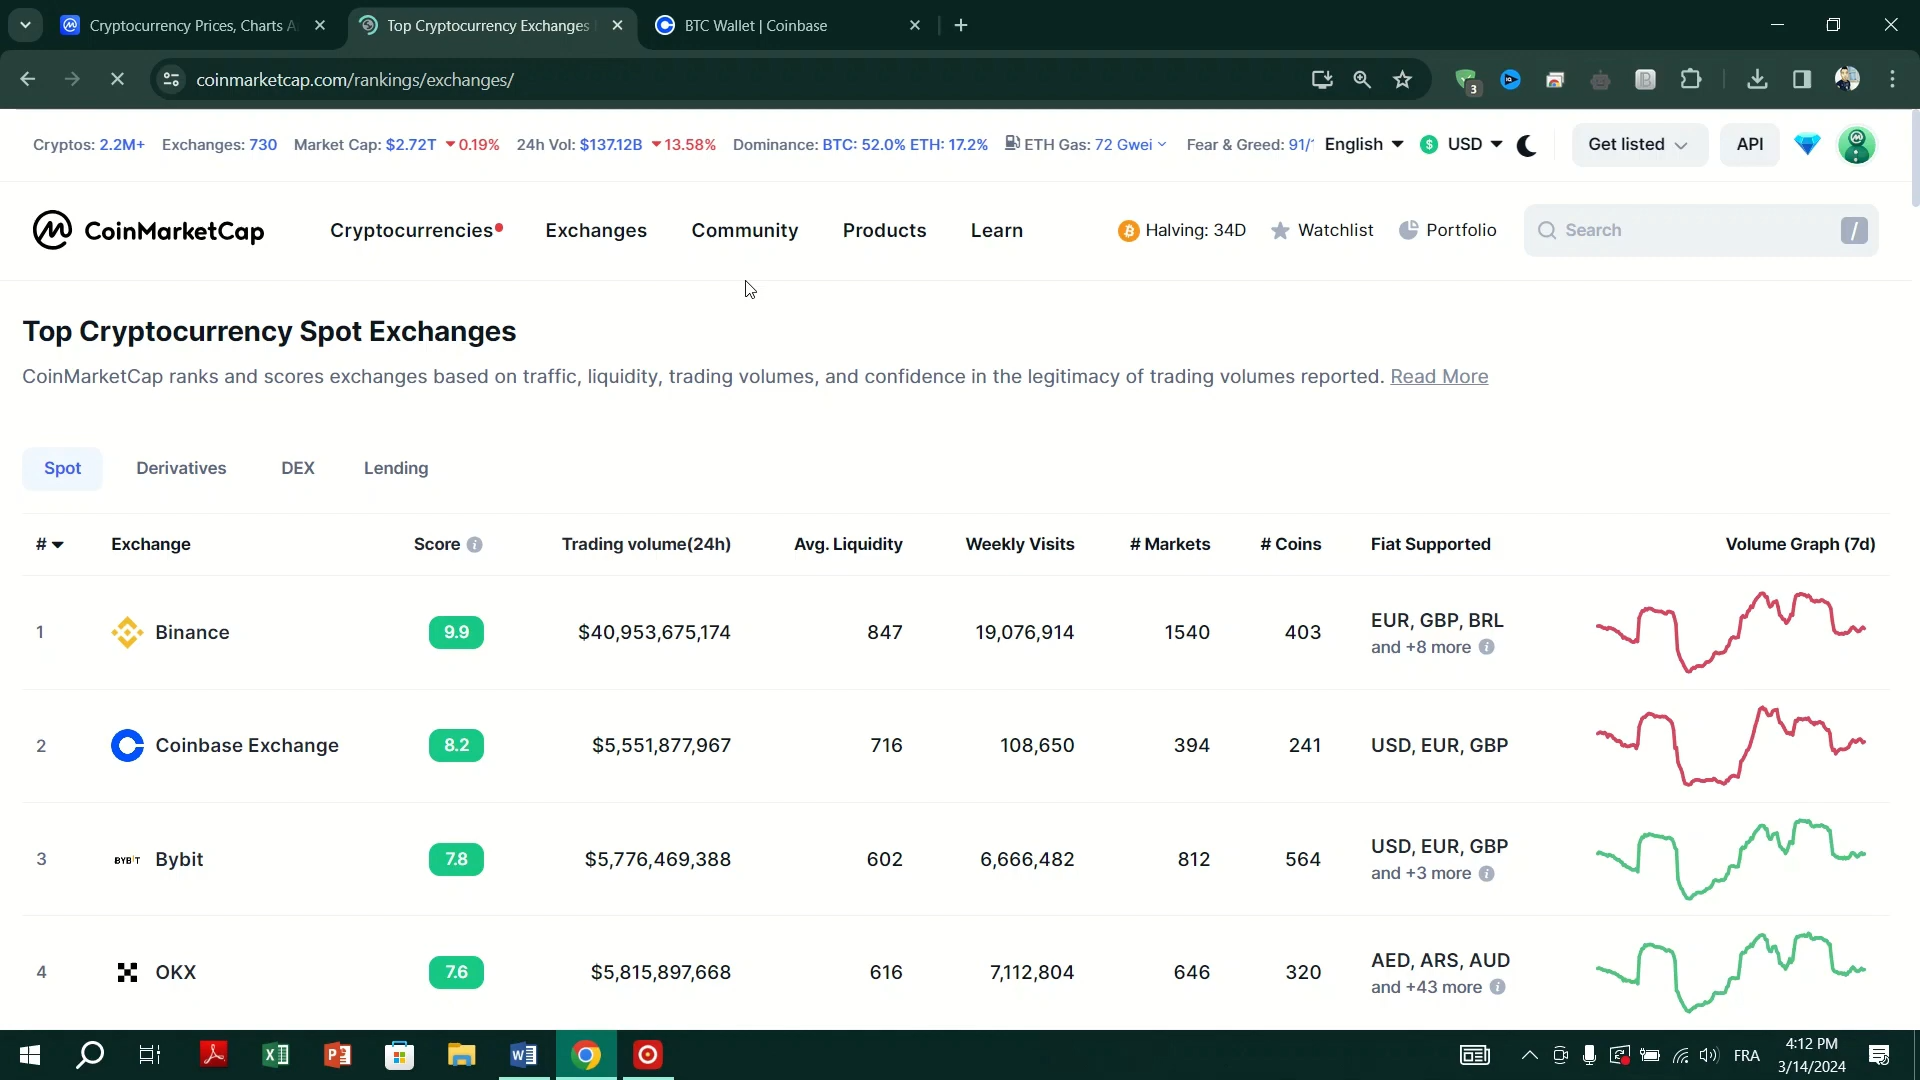 Cryptocurrency Prices, Charts A
Top Cryptocurrency Exchanges
BTC Wallet | Coinbase
coinmarketcap.com/rankings/exchanges/
3
Cryptos: 2.2M+ Exchanges: 730 Market Cap: $2.72T 0.19% 24h Vol: $137.12B 13.58% Dominance: BTC: 52.0% ETH: 17.2% ETH Gas: 72 Gwei Fear & Greed: 91/ English USD Get listed API
CoinMarketCap Cryptocurrencies Exchanges Community Products Learn Halving: 34D Watchlist Portfolio Search /
Top Cryptocurrency Spot Exchanges
CoinMarketCap ranks and scores exchanges based on traffic, liquidity, trading volumes, and confidence in the legitimacy of trading volumes reported. Read More
Spot Derivatives DEX Lending
# Exchange Score Trading volume(24h) Avg. Liquidity Weekly Visits # Markets # Coins Fiat Supported Volume Graph (7d)
1 Binance 9.9 $40,953,675,174 847 19,076,914 1540 403 EUR, GBP, BRL
and +8 more
2 Coinbase Exchange 8.2 $5,551,877,967 716 108,650 394 241 USD, EUR, GBP
3 BYBIT Bybit 7.8 $5,776,469,388 602 6,666,482 812 564 USD, EUR, GBP
and +3 more
4 OKX 7.6 $5,815,897,668 616 7,112,804 646 320 AED, ARS, AUD
and +43 more
FRA
4:12 PM
3/14/2024